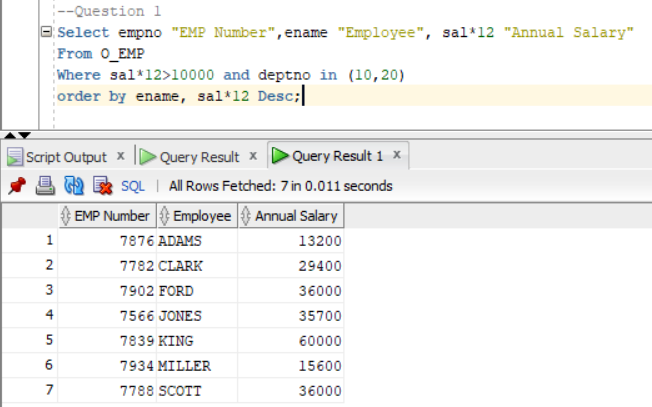 --Question 1
Select empno "EMP Number",ename "Employee", sal*12 "Annual Salary"
From O_EMP
Where sal*12>10000 and deptno in (10,20)
order by ename, sal*12 Desc;
Script Output x Query Result x Query Result 1 x
SQL | All Rows Fetched: 7 in 0.011 seconds
EMP Number Employee Annual Salary
1 7876 ADAMS 13200
2 7782 CLARK 29400
3 7902 FORD 36000
4 7566 JONES 35700
5 7839 KING 60000
6 7934 MILLER 15600
7 7788 SCOTT 36000